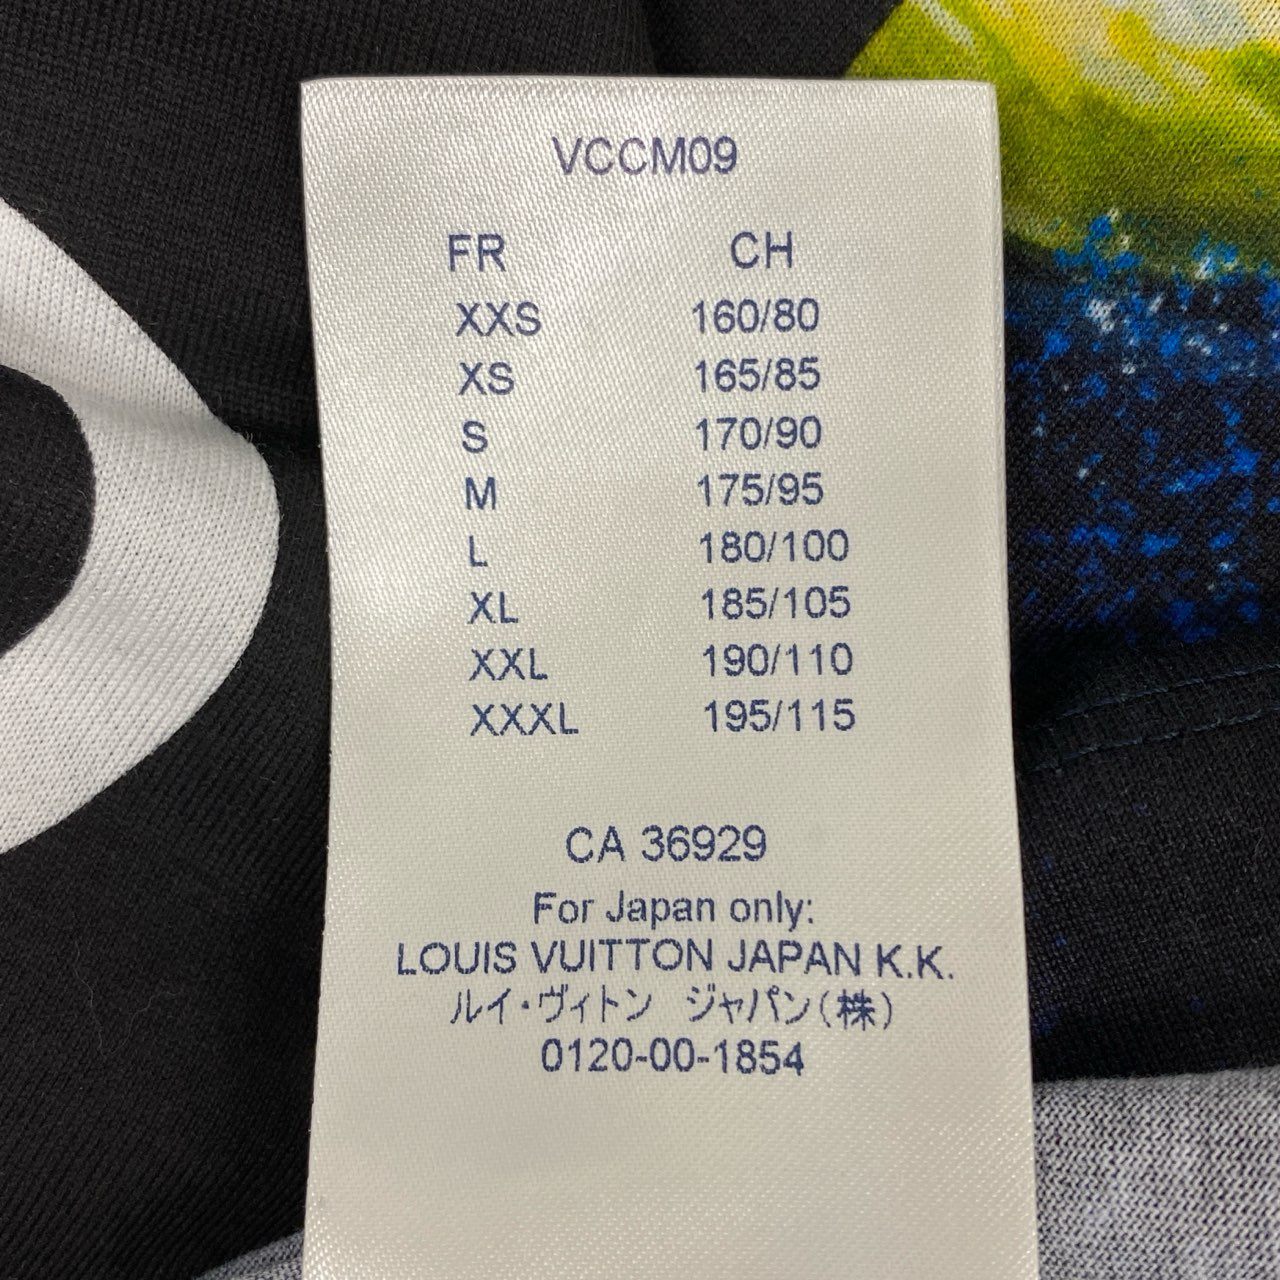 VCCM09
FR CH
XXS 160/80
XS 165/85
S 170/90
M 175/95
L 180/100
XL 185/105
XXL 190/110
XXXL 195/115
CA 36929
For Japan only:
LOUIS VUITTON JAPAN K.K.
ルイ・ヴィトン ジャパン(株)
0120-00-1854